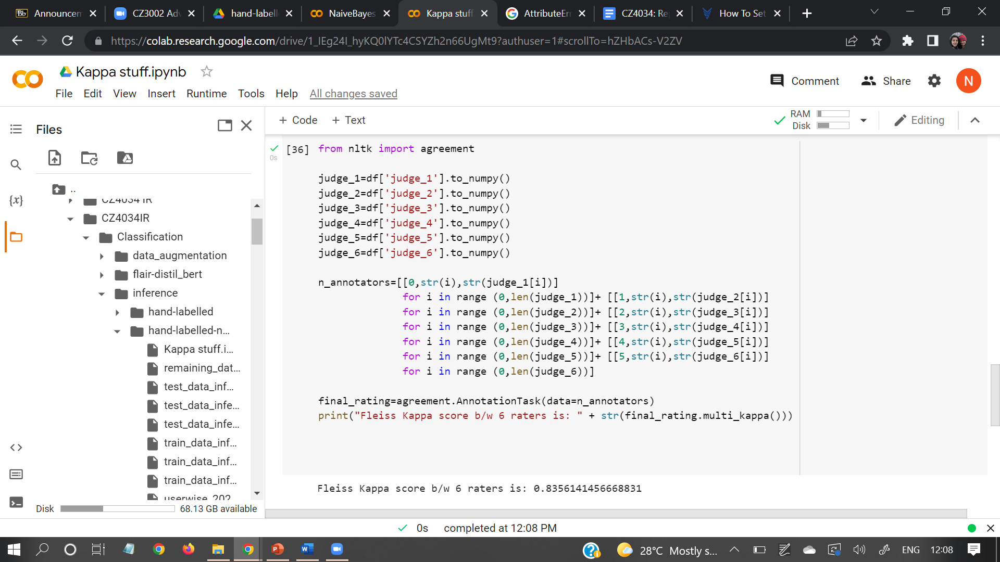 Bb Announcem
CZ3002 Adv
hand-labell
NaiveBayes
Kappa stuff
AttributeErr
CZ4034: Re
How To Set
https://colab.research.google.com/drive/1_IEg24I_hyKQ0lYTc4CSYZh2n66UgMt9?authuser=1#scrollTo=hZHbACs-V2ZV
Kappa stuff.ipynb
Comment
Share
N
File Edit View Insert Runtime Tools Help All changes saved
Files
+ Code + Text
RAM
Disk
Editing
..
CZ4034 IR
CZ4034IR
Classification
data_augmentation
flair-distil_bert
inference
hand-labelled
hand-labelled-n...
Kappa stuff.i...
remaining_dat...
test_data_inf...
test_data_infe...
test_data_infe...
train_data_inf...
train_data_inf...
train_data_inf...
userwise_202
Disk 68.13 GB available
{x}
0s
[36] from nltk import agreement
judge_1=df['judge_1'].to_numpy()
judge_2=df['judge_2'].to_numpy()
judge_3=df['judge_3'].to_numpy()
judge_4=df['judge_4'].to_numpy()
judge_5=df['judge_5'].to_numpy()
judge_6=df['judge_6'].to_numpy()
n_annotators=[[0,str(i),str(judge_1[i])]
for i in range (0,len(judge_1))]+ [[1,str(i),str(judge_2[i])]
for i in range (0,len(judge_2))]+ [[2,str(i),str(judge_3[i])]
for i in range (0,len(judge_3))]+ [[3,str(i),str(judge_4[i])]
for i in range (0,len(judge_4))]+ [[4,str(i),str(judge_5[i])]
for i in range (0,len(judge_5))]+ [[5,str(i),str(judge_6[i])]
for i in range (0,len(judge_6))]
final_rating=agreement.AnnotationTask(data=n_annotators)
print("Fleiss Kappa score b/w 6 raters is: " + str(final_rating.multi_kappa()))
Fleiss Kappa score b/w 6 raters is: 0.8356141456668831
0s completed at 12:08 PM
28°C Mostly s...
ENG 12:08